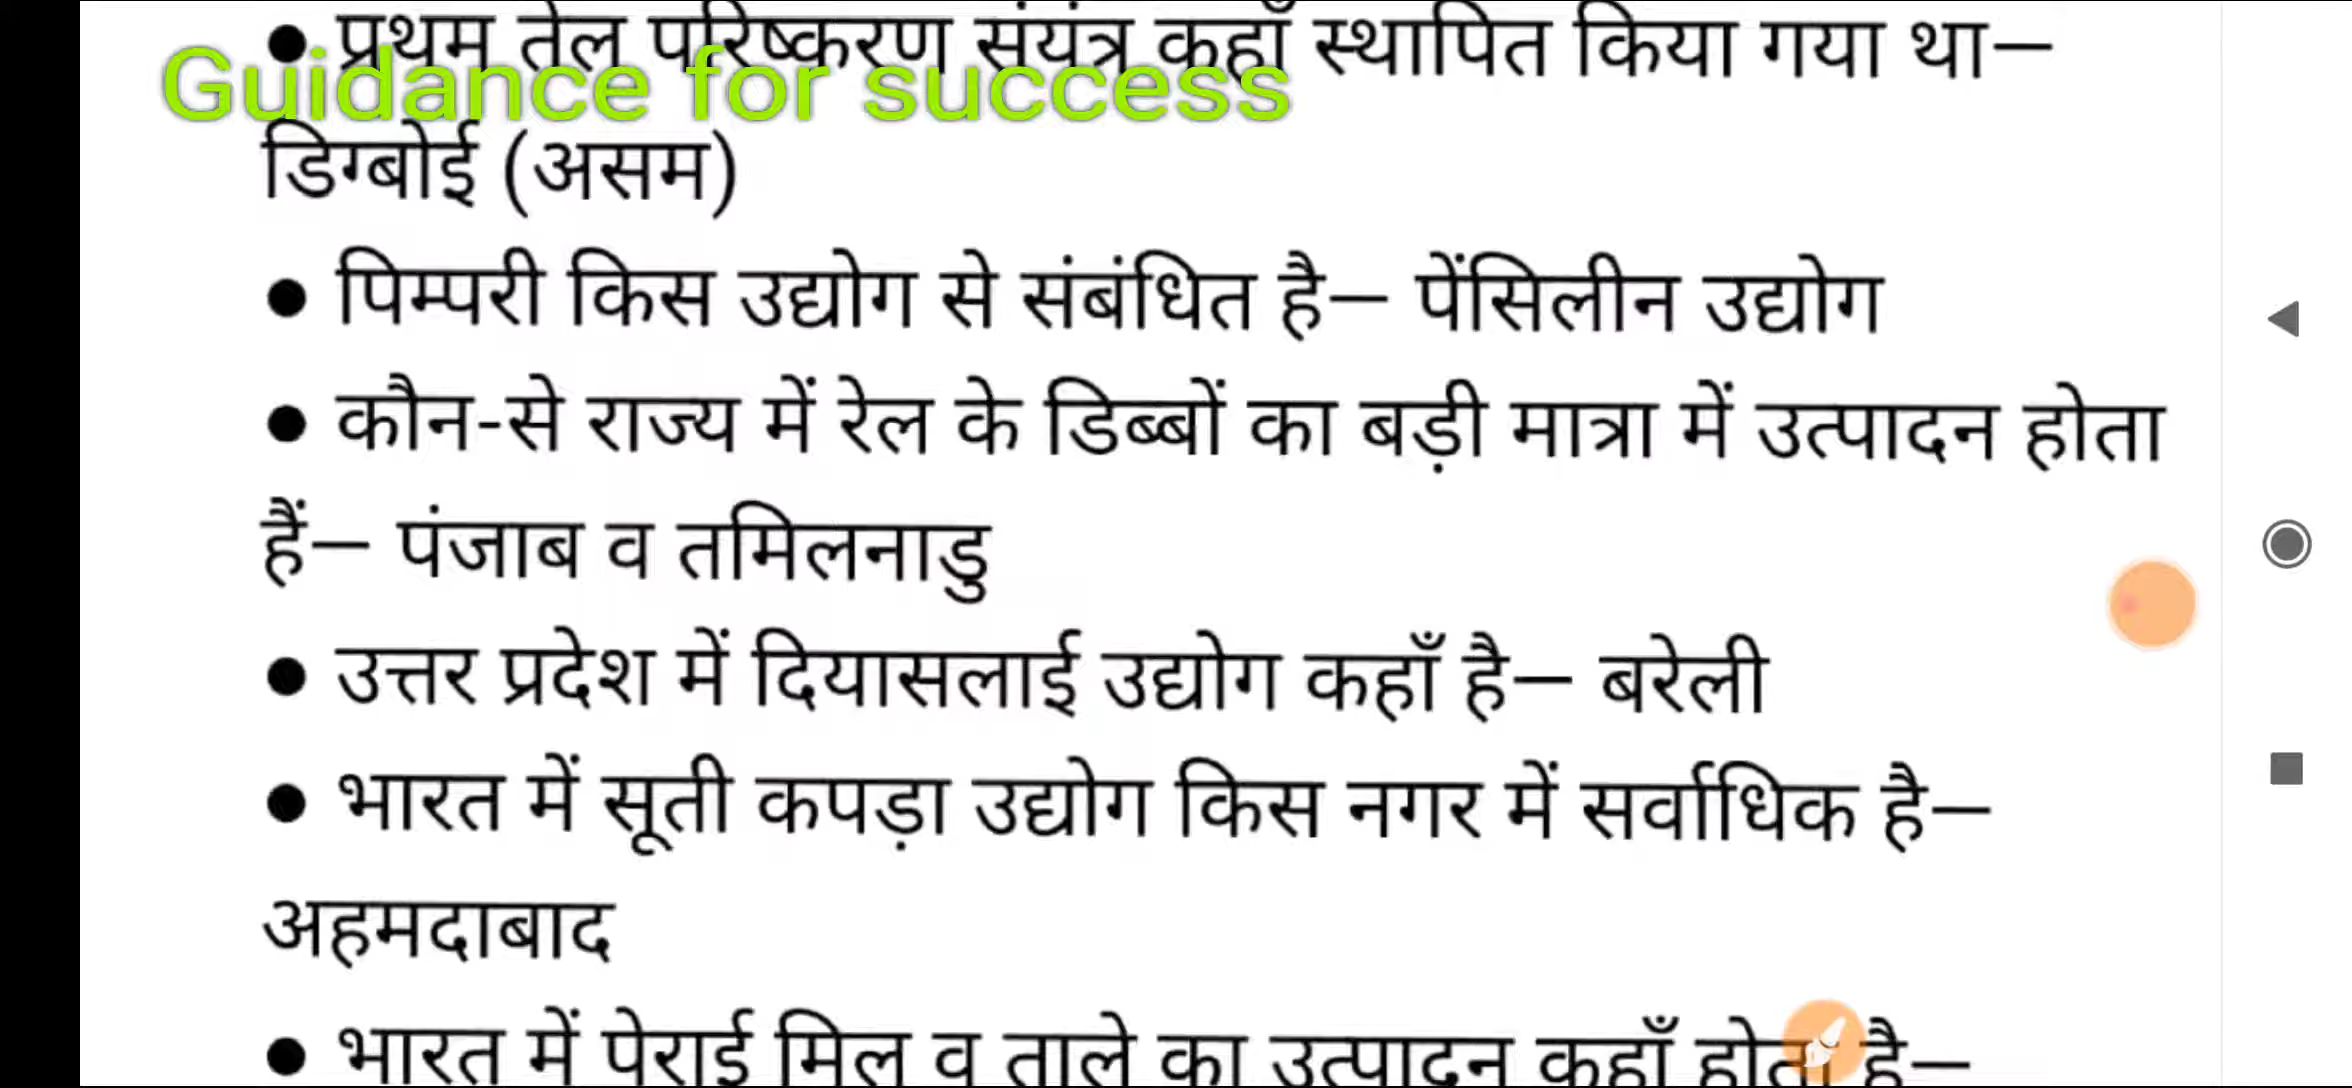 • प्रथम तेल परिष्करण संयंत्र कहाँ स्थापित किया गया था–
Guidance for success
डिग्बोई (असम)
• पिम्परी किस उद्योग से संबंधित है– पेंसिलीन उद्योग
• कौन-से राज्य में रेल के डिब्बों का बड़ी मात्रा में उत्पादन होता
हैं– पंजाब व तमिलनाडु
• उत्तर प्रदेश में दियासलाई उद्योग कहाँ है– बरेली
• भारत में सूती कपड़ा उद्योग किस नगर में सर्वाधिक है–
अहमदाबाद
• भारत में पेराई मिल व ताले का उत्पादन कहाँ होता है–